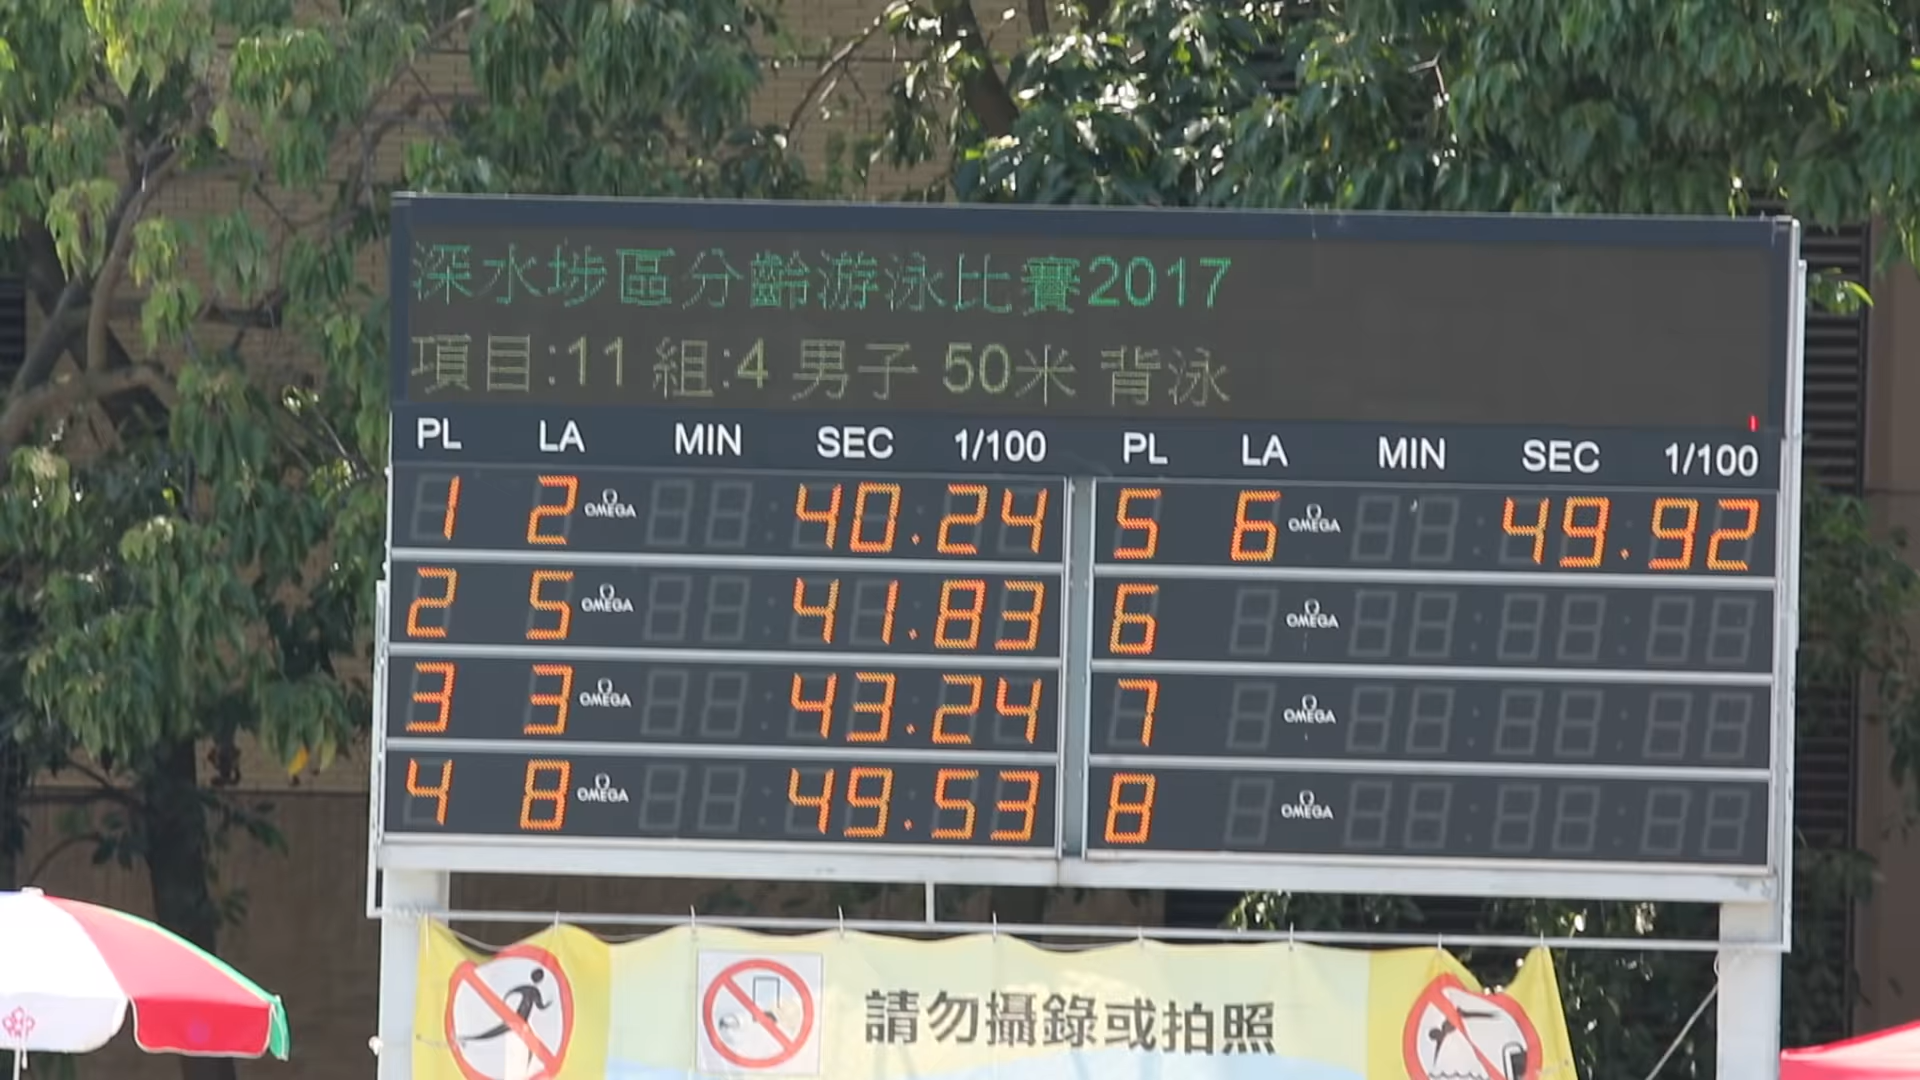 深水埗區分齡游泳比賽2017
項目:11 組:4 男子 50米 背泳
PL LA MIN SEC 1/100 PL LA MIN SEC 1/100
1 2 OMEGA 40.24 5 6 OMEGA 49.92
2 5 OMEGA 41.83 6 OMEGA
3 3 OMEGA 43.24 7 OMEGA
4 8 OMEGA 49.53 8 OMEGA
請勿攝錄或拍照